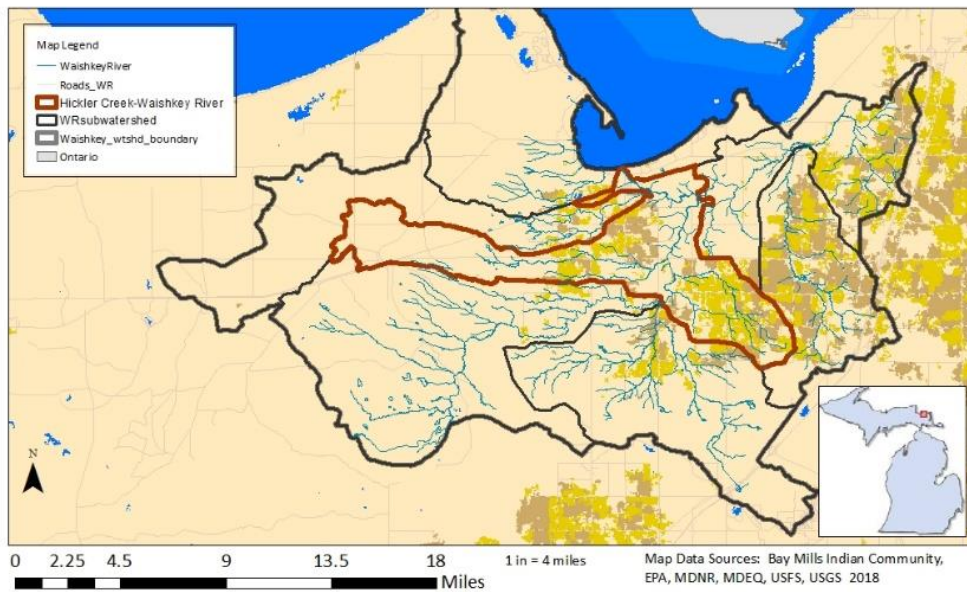 Map Legend
WaishkeyRiver
Roads_WR
Hickler Creek-Waishkey River
WRsubwatershed
Waishkey_wtshd_boundary
Ontario
N
0 2.25 4.5 9 13.5 18
Miles
1 in = 4 miles
Map Data Sources: Bay Mills Indian Community,
EPA, MDNR, MDEQ, USFS, USGS 2018